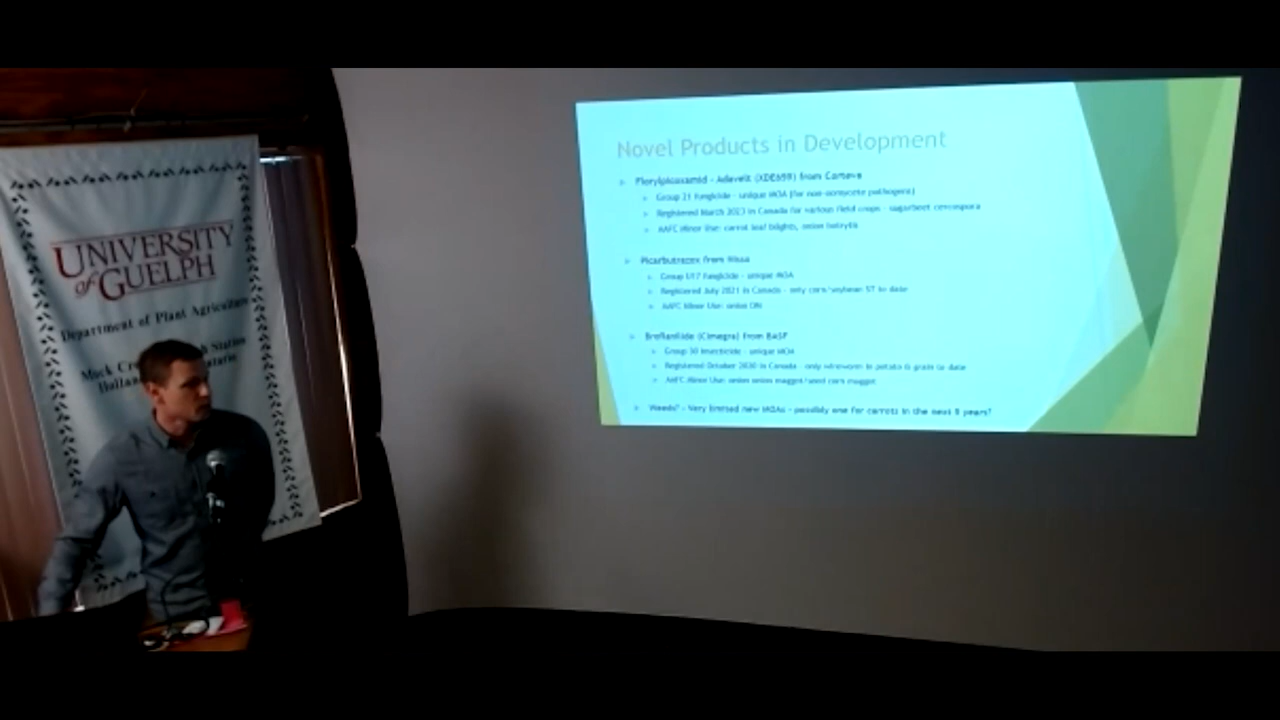 UNIVERSITY
of GUELPH
Department of Plant Agriculture
Muck
Novel Products in Development
Florylpicoxamid - Adavelt (XDE659) from Corteva
Group 21 fungicide - unique MOA (for non-oomycete pathogens)
Registered March 2023 in Canada for various field crops - sugarbeet cercospora
AAFC Minor Use: carrot leaf blights, onion botrytis
Picarbutrazox from Nisso
Group U17 fungicide - unique MOA
Registered July 2021 in Canada - only corn/soybean ST to date
AAFC Minor Use: onion DM
Broflanilide (Cimegra) from BASF
Group 30 insecticide - unique MOA
Registered October 2020 in Canada - only wireworm in potato & grain to date
AAFC Minor Use: onion onion maggot/seed corn maggot
Weeds? - Very limited new MOAs - possibly one for carrots in the next 5 years?